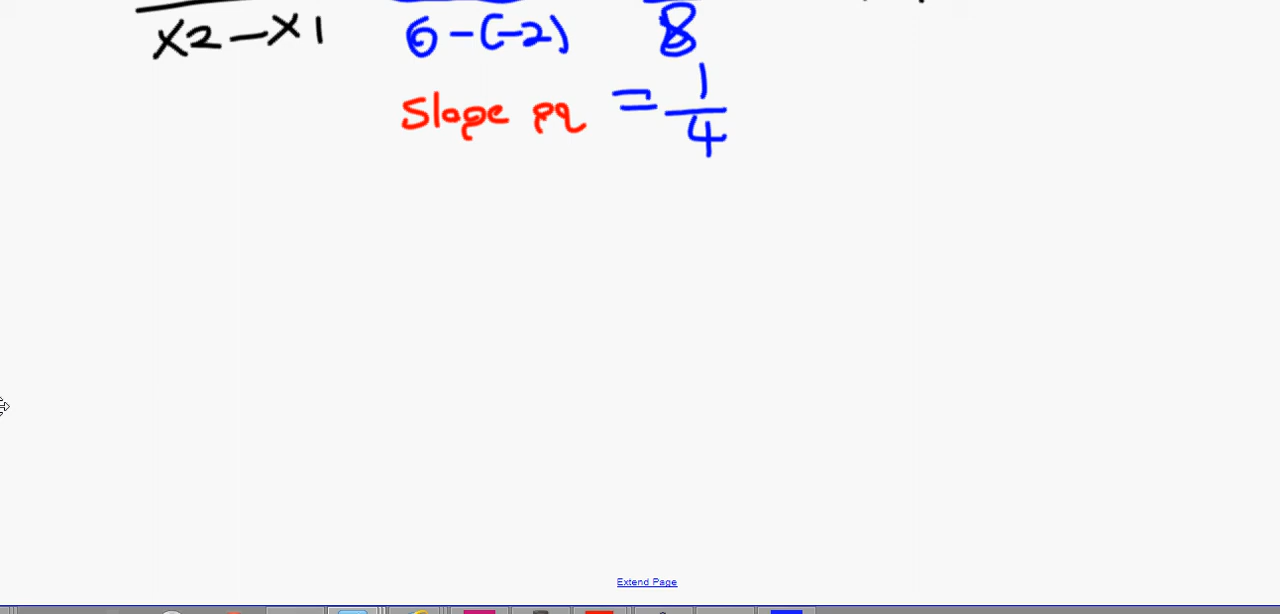 x2-x1 6-(-2) 8
Slope pq = 1/4
Extend Page